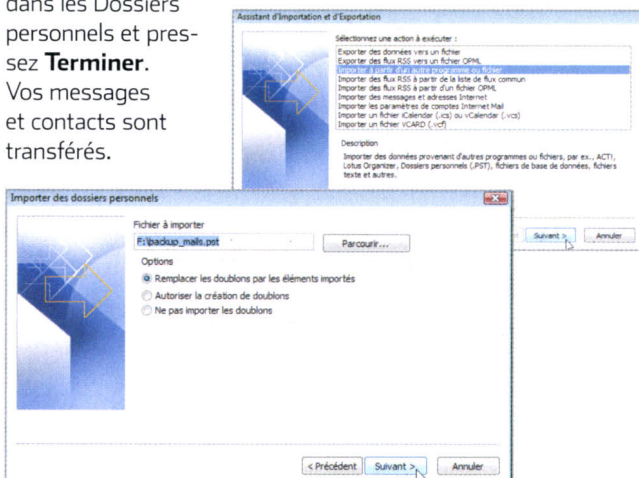 dans les Dossiers
personnels et pres-
sez Terminer.
Vos messages
et contacts sont
transférés.
Assistant d'Importation et d'Exportation
Sélectionnez une action à exécuter :
Exporter des données vers un fichier
Exporter des flux RSS vers un fichier OPML
Importer à partir d'un autre programme ou fichier
Importer des flux RSS à partir de la liste de flux commun
Importer des flux RSS à partir d'un fichier OPML
Importer des messages et adresses Internet
Importer les paramètres de comptes Internet Mail
Importer un fichier iCalendar (.ics) ou vCalendar (.vcs)
Importer un fichier VCARD (.vcf)
Description
Importer des données provenant d'autres programmes ou fichiers, par ex., ACT!,
Lotus Organizer, Dossiers personnels (.PST), fichiers de base de données, fichiers
texte et autres.
Suivant >
Annuler
Importer des dossiers personnels
Fichier à importer
F:\backup_mails.pst
Parcourir...
Options
Remplacer les doublons par les éléments importés
Autoriser la création de doublons
Ne pas importer les doublons
< Précédent
Suivant >
Annuler